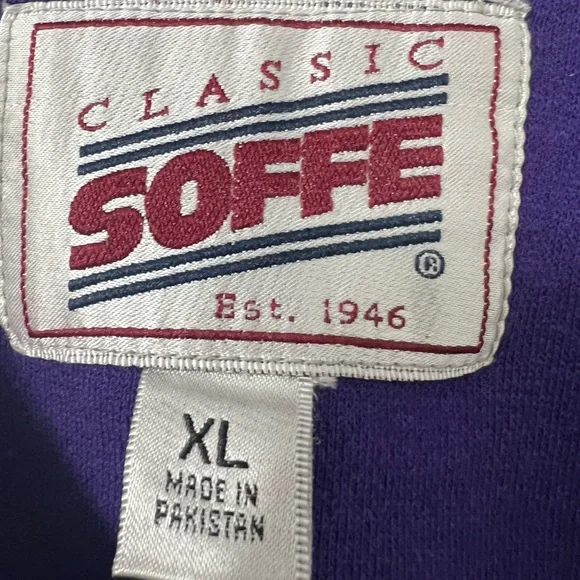 CLASSIC
SOFFE
®
Est. 1946
XL
MADE IN
PAKISTAN